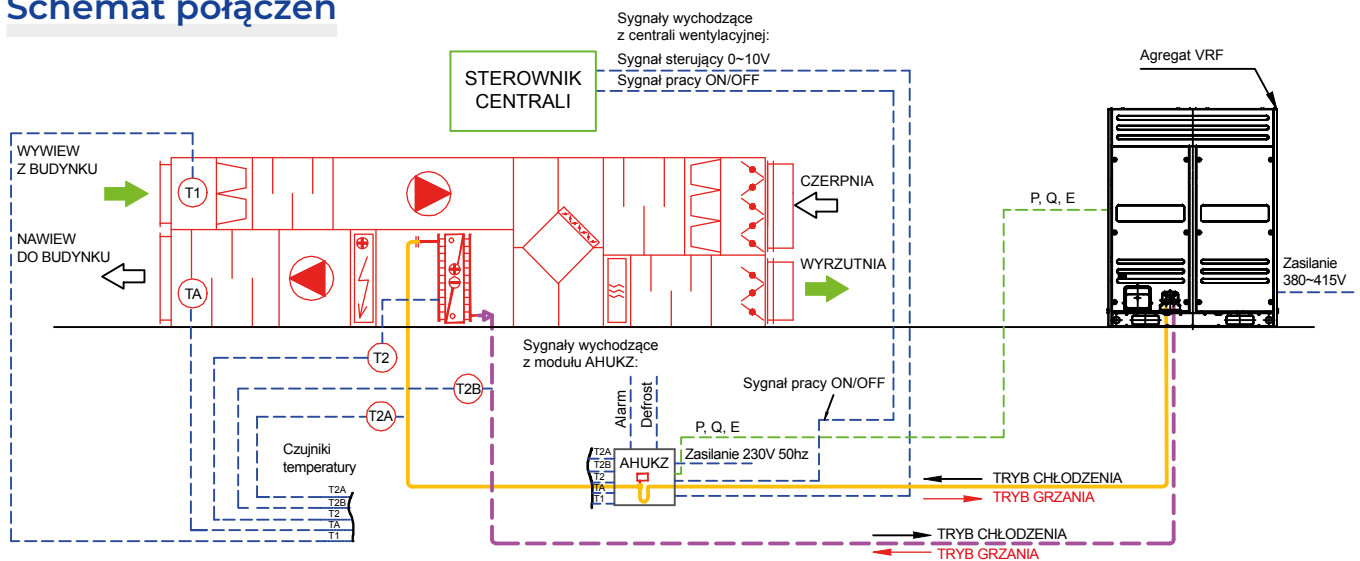 Schemat połączeń
Sygnały wychodzące
z centrali wentylacyjnej:
Sygnał sterujący 0~10V
Sygnał pracy ON/OFF
STEROWNIK
CENTRALI
Agregat VRF
WYWIEW
Z BUDYNKU
T1
CZERPNIA
P, Q, E
NAWIEW
DO BUDYNKU
TA
WYRZUTNIA
Zasilanie
380~415V
Sygnały wychodzące
z modułu AHUKZ:
T2
T2B
T2A
Alarm
Defrost
Sygnał pracy ON/OFF
P, Q, E
Czujniki
temperatury
T2A
T2B
T2
TA
T1
T2A
T2B
T2
TA
T1
AHUKZ
Zasilanie 230V 50hz
TRYB CHŁODZENIA
TRYB GRZANIA
TRYB CHŁODZENIA
TRYB GRZANIA